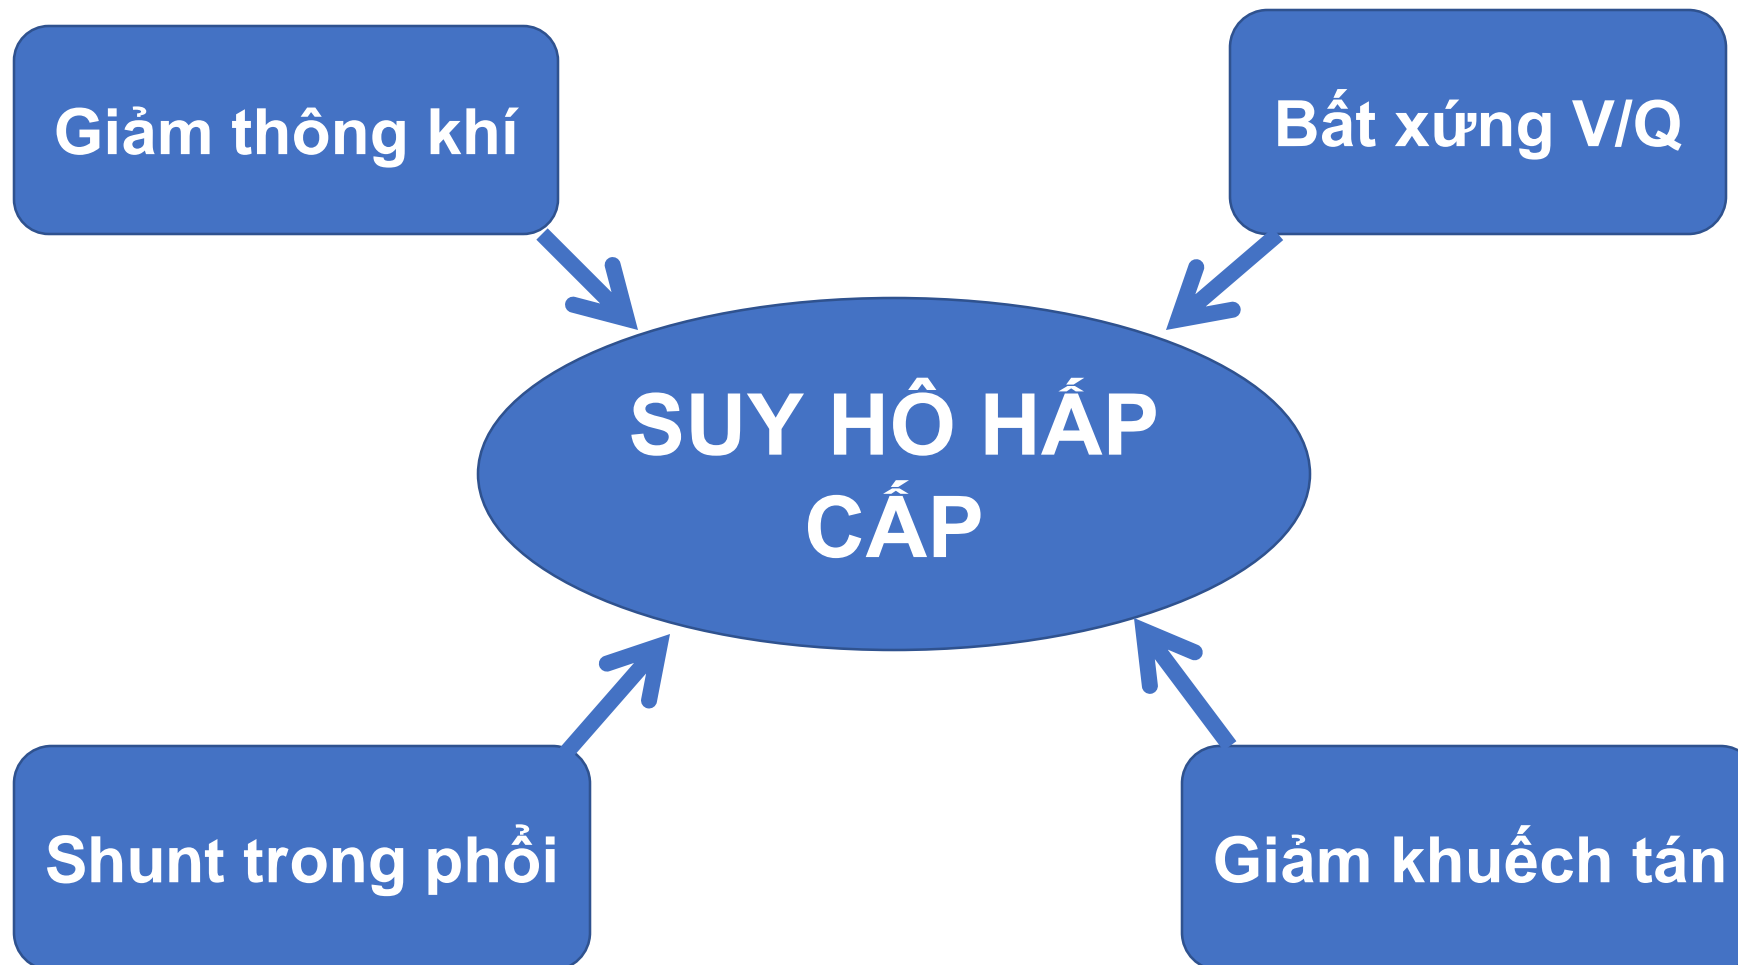 Giảm thông khí
Bất xứng V/Q
SUY HÔ HẤP
CẤP
Shunt trong phổi
Giảm khuếch tán